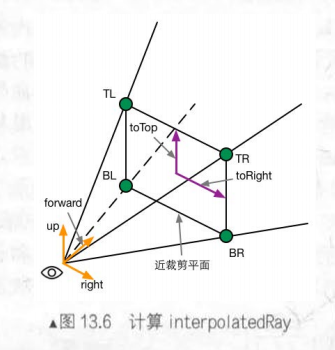 TL
toTop
TR
BL
toRight
forward
up
近裁剪平面
BR
right
▲图 13.6 计算 interpolatedRay